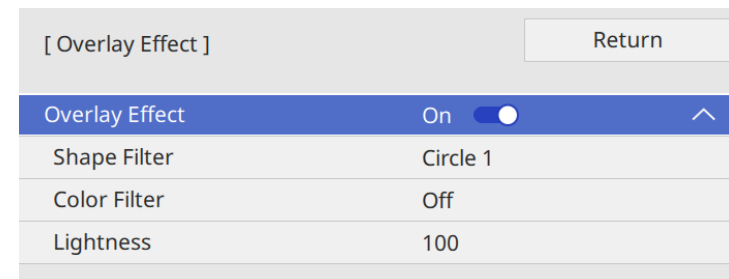 [ Overlay Effect ] Return
Overlay Effect On
Shape Filter Circle 1
Color Filter Off
Lightness 100